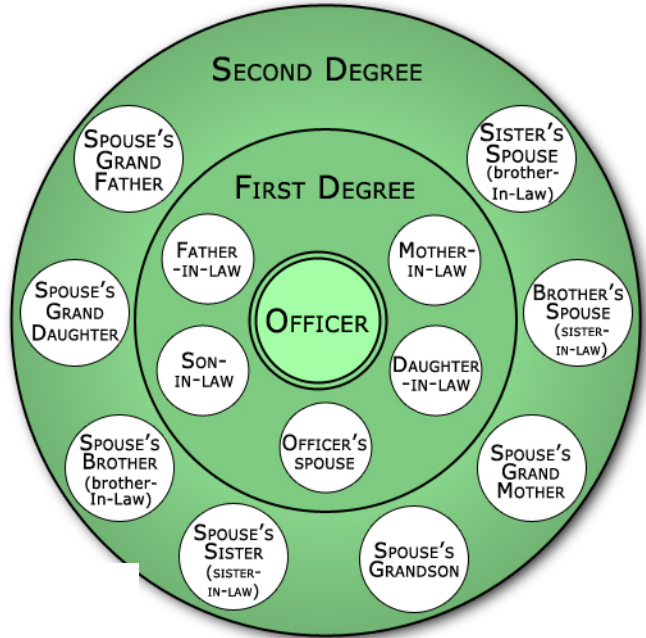 SECOND DEGREE
SPOUSE'S
GRAND
FATHER
SISTER'S
SPOUSE
(brother-
In-Law)
FIRST DEGREE
FATHER
-IN-LAW
MOTHER-
IN-LAW
SPOUSE'S
GRAND
DAUGHTER
OFFICER
BROTHER'S
SPOUSE
(SISTER-
IN-LAW)
SON-
IN-LAW
DAUGHTER
-IN-LAW
OFFICER'S
SPOUSE
SPOUSE'S
BROTHER
(brother-
In-Law)
SPOUSE'S
GRAND
MOTHER
SPOUSE'S
SISTER
(SISTER-
IN-LAW)
SPOUSE'S
GRANDSON